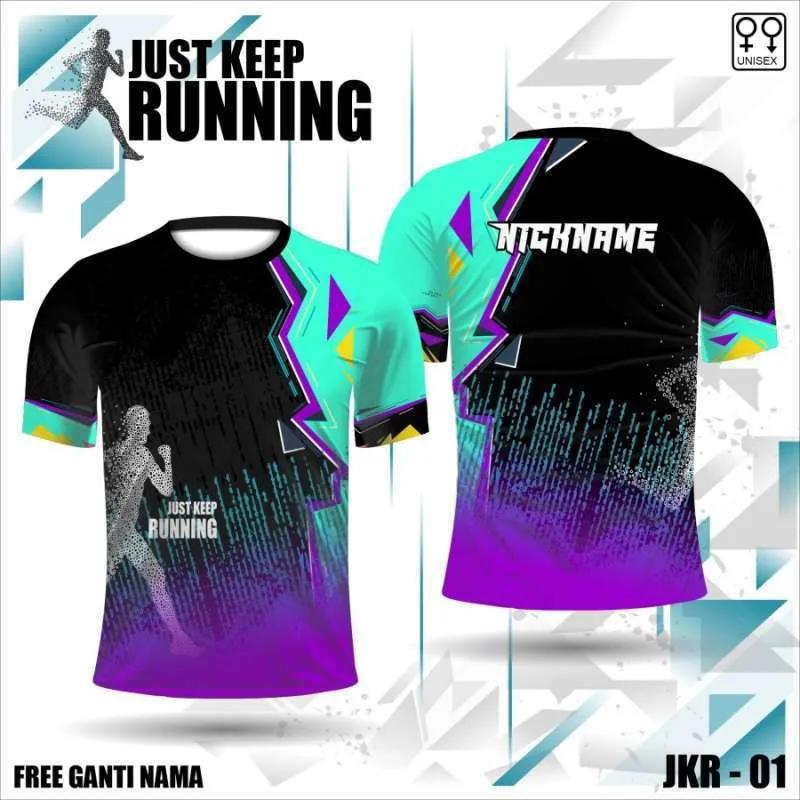 JUST KEEP
RUNNING
UNISEX
NICKNAME
JUST KEEP
RUNNING
FREE GANTI NAMA
JKR - 01